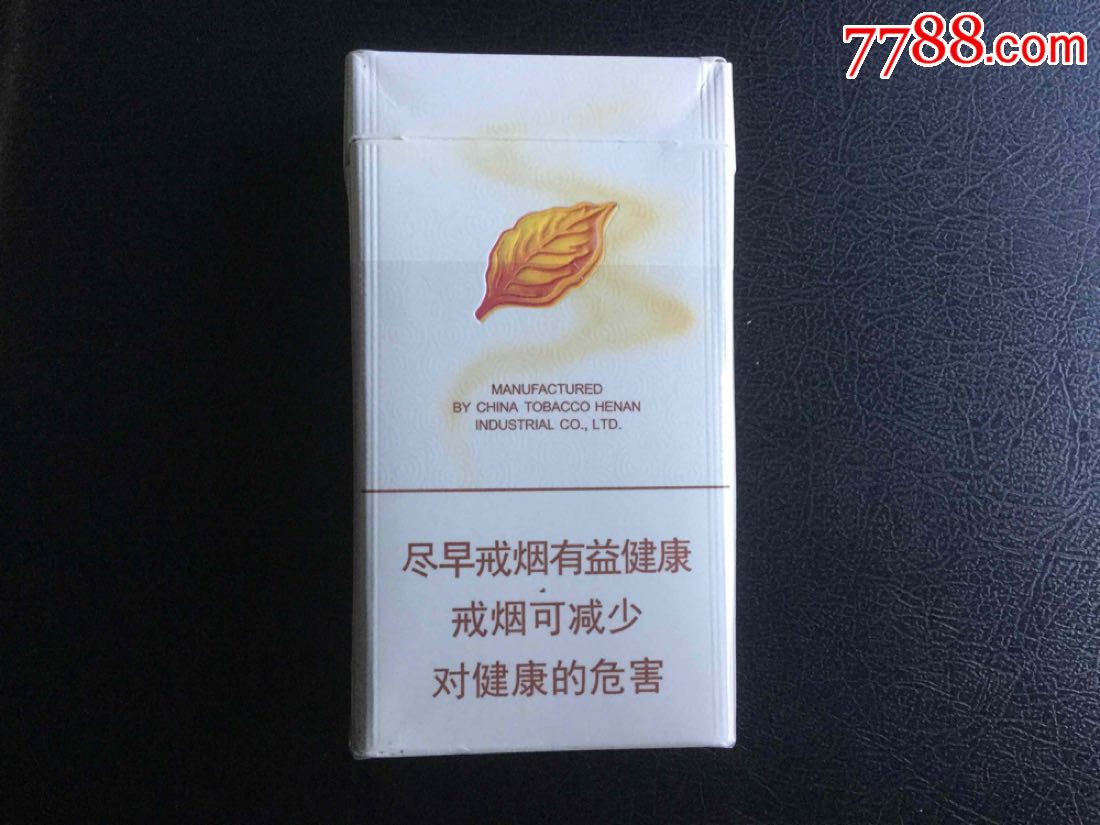 7788.com
MANUFACTURED
BY CHINA TOBACCO HENAN
INDUSTRIAL CO., LTD.
尽早戒烟有益健康
戒烟可减少
对健康的危害